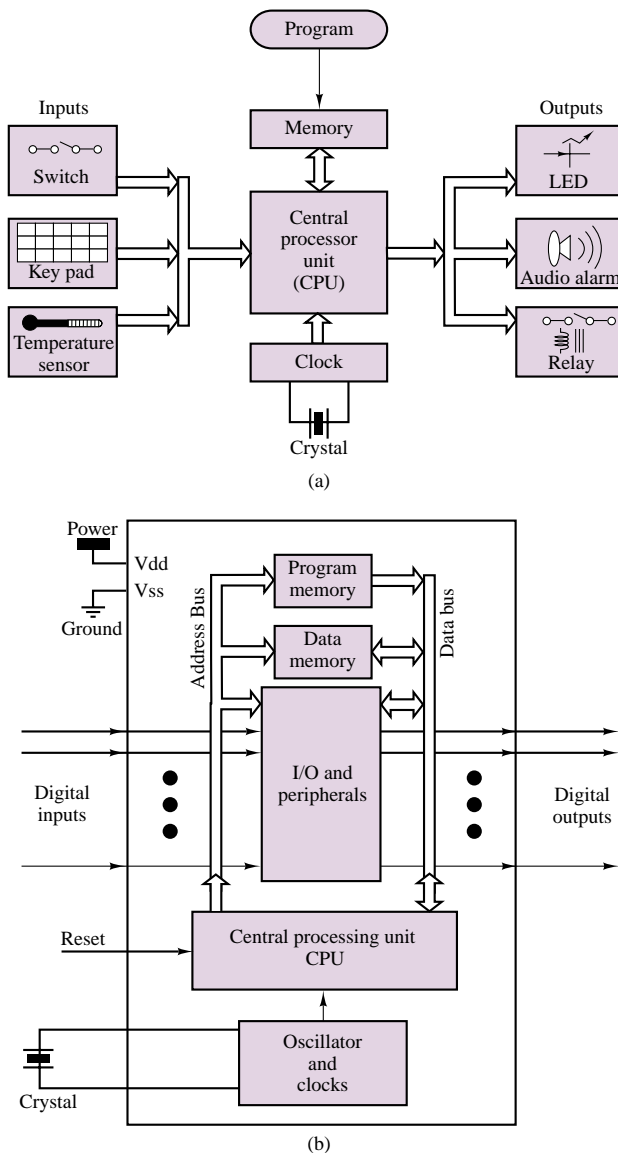 Program
Inputs
Outputs
Memory
Switch
LED
Central
processor
unit
(CPU)
Key pad
Audio alarm
Temperature
sensor
Clock
Relay
Crystal
(a)
Power
Vdd
Vss
Ground
Address Bus
Program
memory
Data
memory
Data bus
I/O and
peripherals
Digital
inputs
Digital
outputs
Reset
Central processing unit
CPU
Oscillator
and
clocks
Crystal
(b)